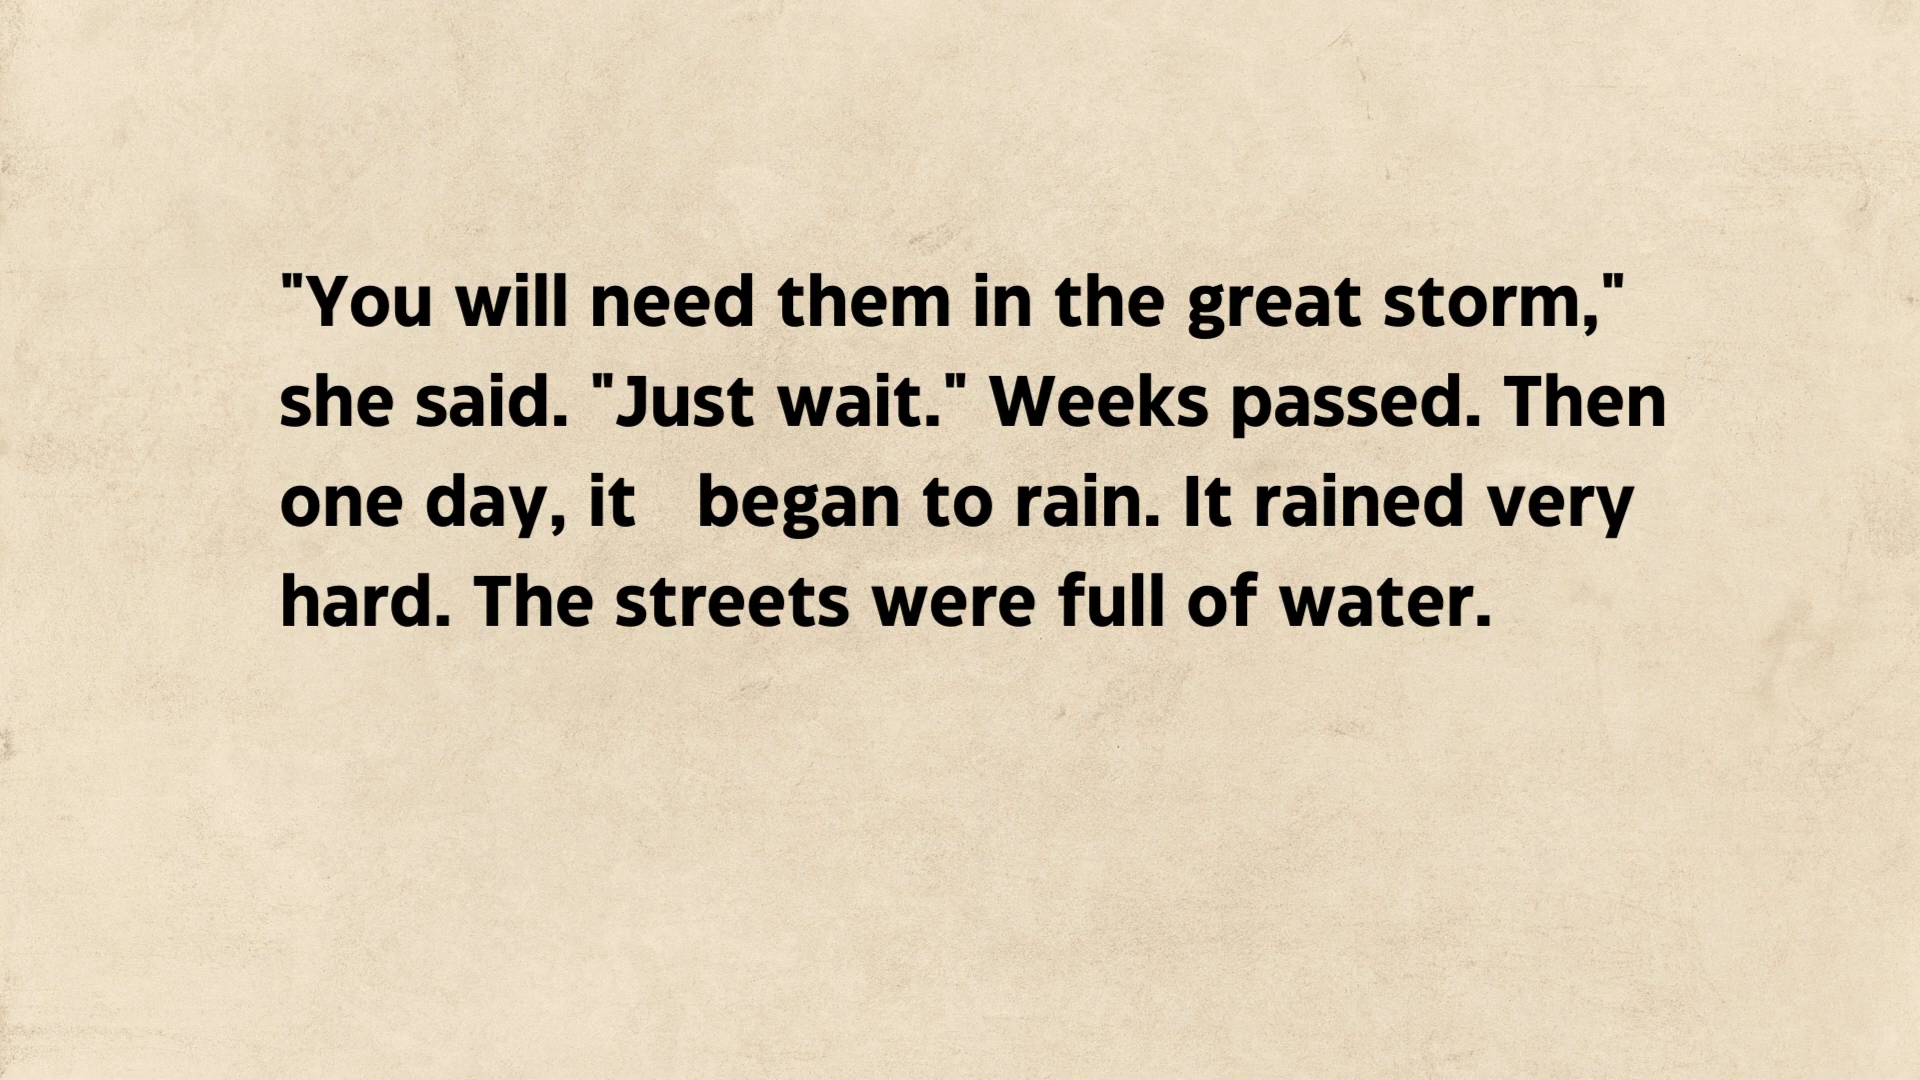 "You will need them in the great storm,"
she said. "Just wait." Weeks passed. Then
one day, it   began to rain. It rained very
hard. The streets were full of water.